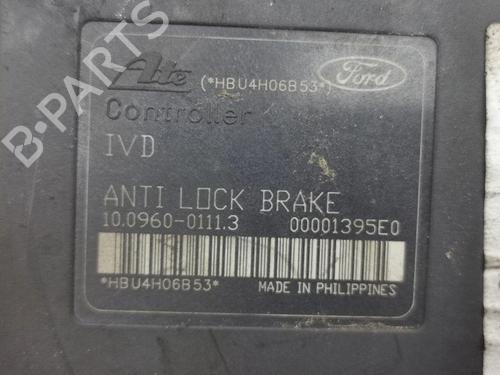 B-PARTS
Ate (*HBU4H06B53*) Ford
Controller
IVD
ANTI LOCK BRAKE
10.0960-0111.3 00001395E0
*HBU4H06B53* MADE IN PHILIPPINES